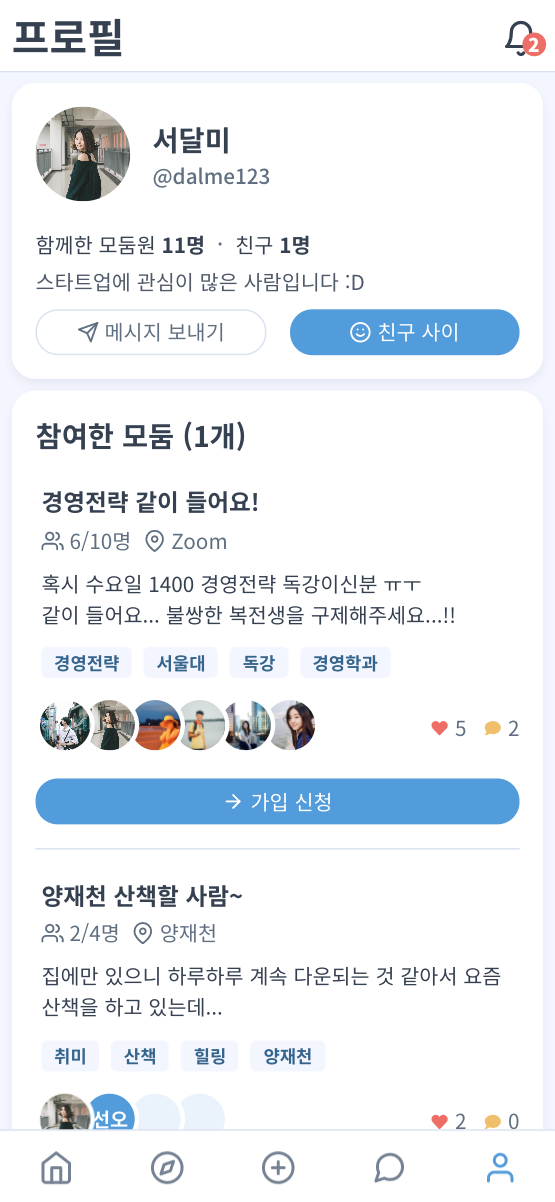 프로필
2
서달미
@dalme123
함께한 모둠원 11명 · 친구 1명
스타트업에 관심이 많은 사람입니다 :D
메시지 보내기
친구 사이
참여한 모둠 (1개)
경영전략 같이 들어요!
6/10명 Zoom
혹시 수요일 1400 경영전략 독강이신분 ㅠㅜ
같이 들어요... 불쌍한 복전생을 구제해주세요...!!
경영전략 서울대 독강 경영학과
5 2
가입 신청
양재천 산책할 사람~
2/4명 양재천
집에만 있으니 하루하루 계속 다운되는 것 같아서 요즘
산책을 하고 있는데...
취미 산책 힐링 양재천
선오 2 0